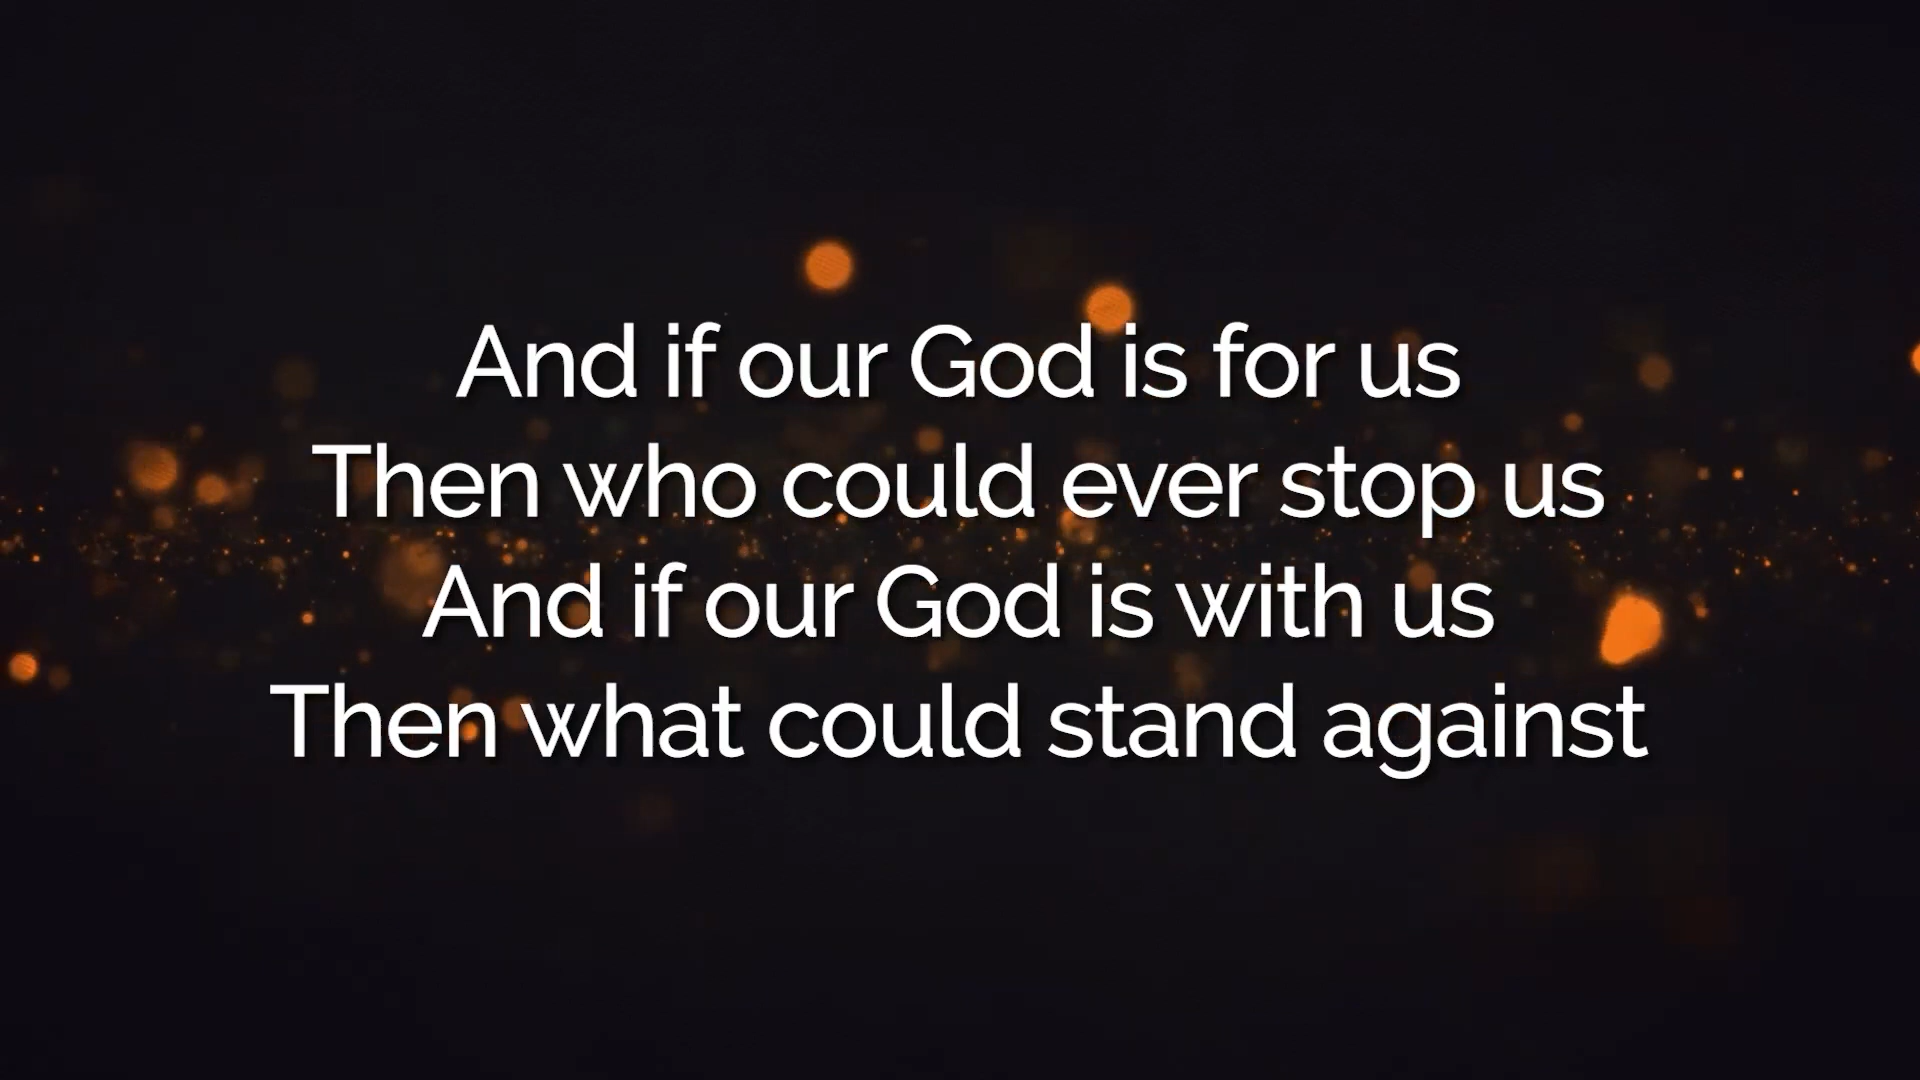 And if our God is for us
Then who could ever stop us
And if our God is with us
Then what could stand against